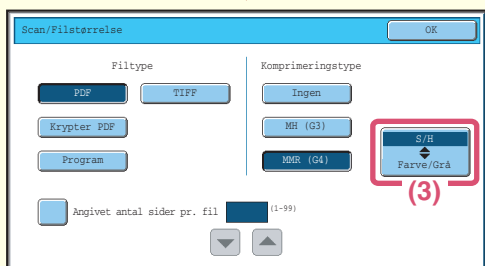 Scan/Filstørrelse
OK
Filtype
Komprimeringstype
PDF
TIFF
Ingen
Krypter PDF
MH (G3)
S/H
Farve/Grå
Program
MMR (G4)
(3)
Angivet antal sider pr. fil
(1-99)